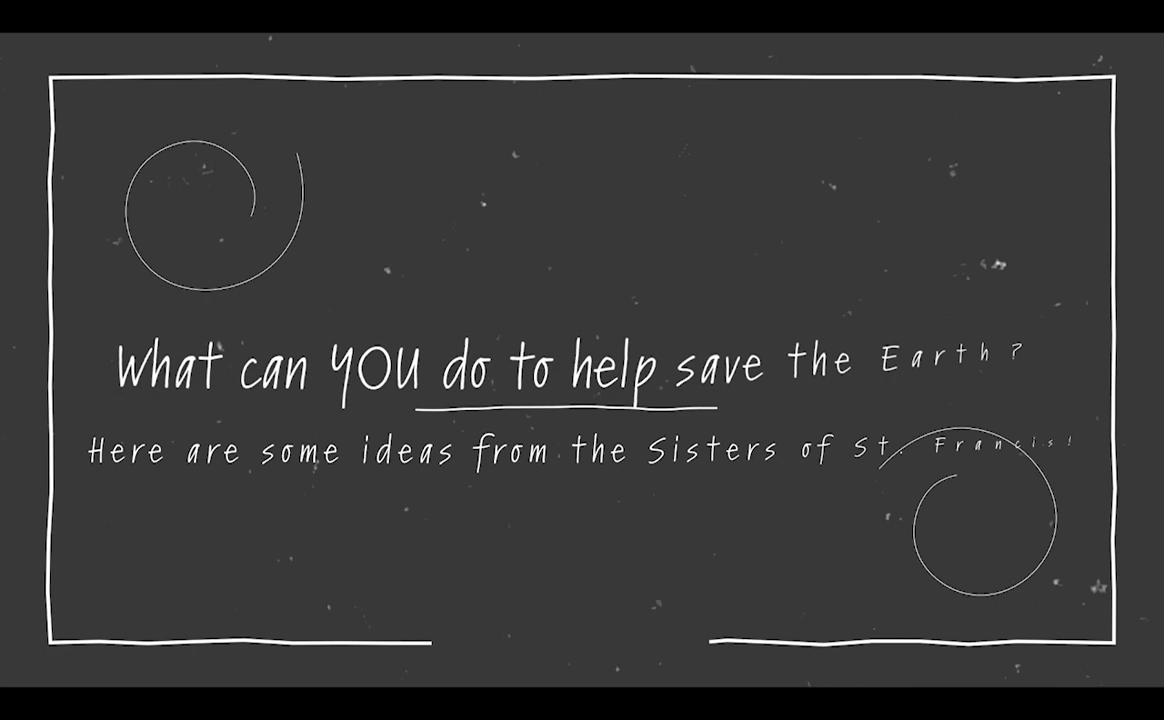 What can YOU do to help save the Earth?
Here are some ideas from the Sisters of St. Francis!